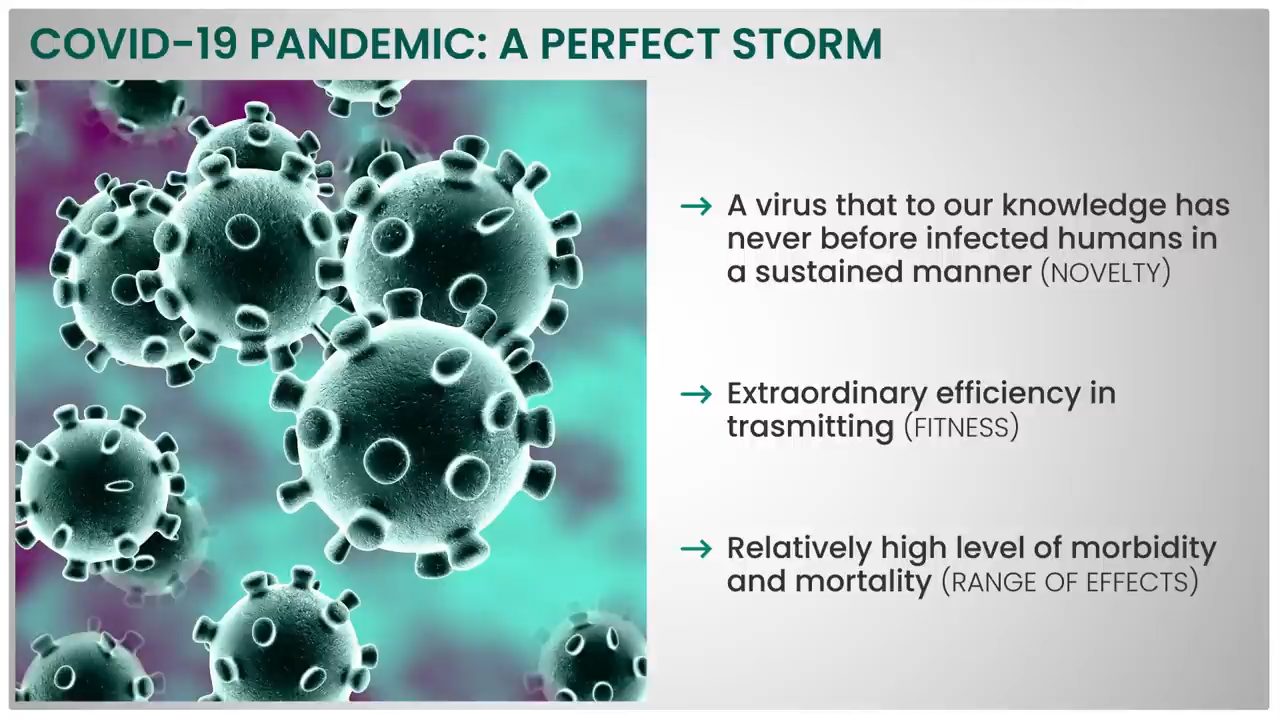 COVID-19 PANDEMIC: A PERFECT STORM
→ A virus that to our knowledge has
never before infected humans in
a sustained manner (NOVELTY)
→ Extraordinary efficiency in
trasmitting (FITNESS)
→ Relatively high level of morbidity
and mortality (RANGE OF EFFECTS)